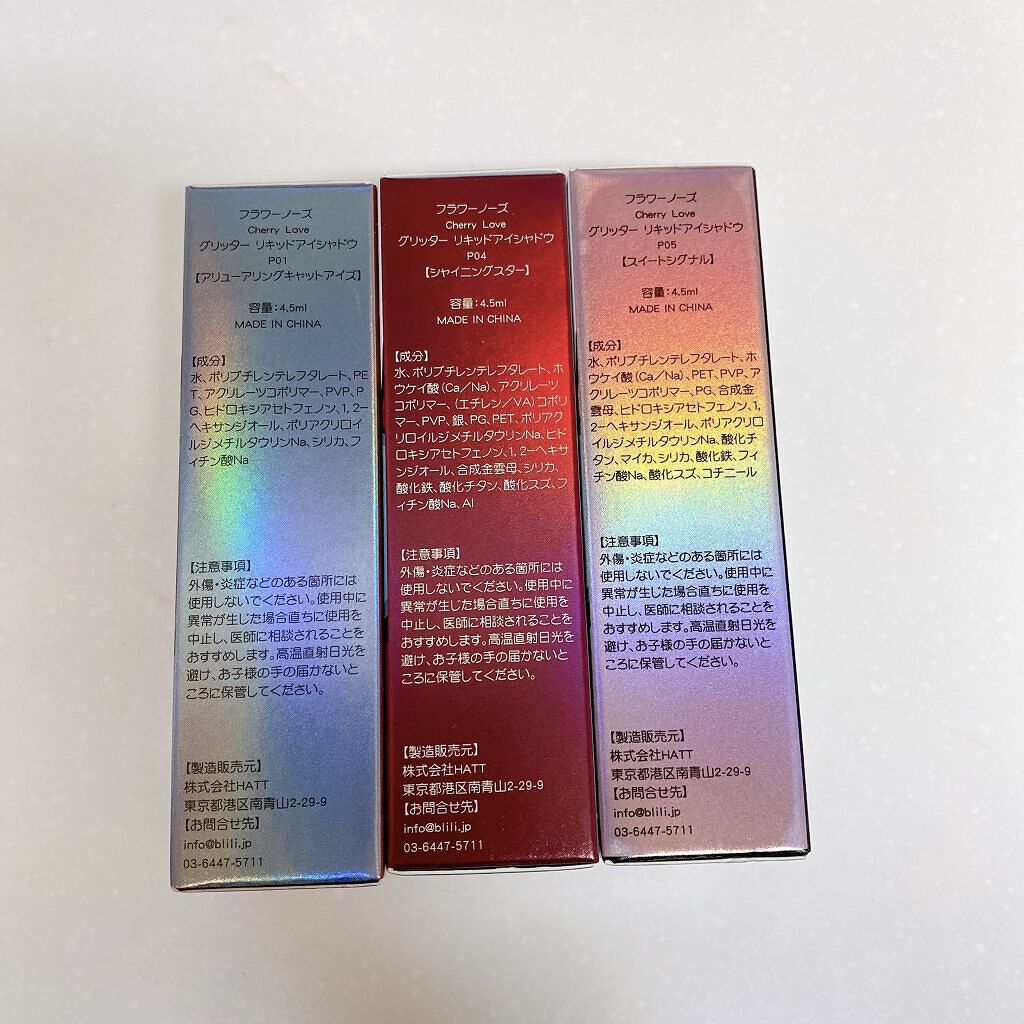 フラワーノーズ
Cherry Love
グリッター リキッドアイシャドウ
P01
【アリューアリングキャットアイズ】
容量:4.5ml
MADE IN CHINA
【成分】
水、ポリブチレンテレフタレート、PE
T、アクリレーツコポリマー、PVP、P
G、ヒドロキシアセトフェノン、1,2-
ヘキサンジオール、ポリアクリロイ
ルジメチルタウリンNa、シリカ、フ
ィチン酸Na
【注意事項】
外傷・炎症などのある箇所には
使用しないでください。使用中に
異常が生じた場合直ちに使用を
中止し、医師に相談されることを
おすすめします。高温直射日光を
避け、お子様の手の届かないと
ころに保管してください。
【製造販売元】
株式会社HATT
東京都港区南青山2-29-9
【お問合せ先】
info@blili.jp
03-6447-5711
フラワーノーズ
Cherry Love
グリッター リキッドアイシャドウ
P04
【シャイニングスター】
容量:4.5ml
MADE IN CHINA
【成分】
水、ポリブチレンテレフタレート、ホ
ウケイ酸(Ca/Na)、アクリレーツ
コポリマー、(エチレン/VA)コポリ
マー、PVP、銀、PG、PET、ポリアク
リロイルジメチルタウリンNa、ヒド
ロキシアセトフェノン、1,2-ヘキサ
ンジオール、合成金雲母、シリカ、
酸化鉄、酸化チタン、酸化スズ、フ
ィチン酸Na、Al
【注意事項】
外傷・炎症などのある箇所には
使用しないでください。使用中に
異常が生じた場合直ちに使用を
中止し、医師に相談されることを
おすすめします。高温直射日光を
避け、お子様の手の届かないと
ころに保管してください。
【製造販売元】
株式会社HATT
東京都港区南青山2-29-9
【お問合せ先】
info@blili.jp
03-6447-5711
フラワーノーズ
Cherry Love
グリッター リキッドアイシャドウ
P05
【スイートシグナル】
容量:4.5ml
MADE IN CHINA
【成分】
水、ポリブチレンテレフタレート、ホ
ウケイ酸(Ca/Na)、PET、PVP、ア
クリレーツコポリマー、PG、合成金
雲母、ヒドロキシアセトフェノン、1,
2-ヘキサンジオール、ポリアクリロ
イルジメチルタウリンNa、酸化チ
タン、マイカ、シリカ、酸化鉄、フィ
チン酸Na、酸化スズ、コチニール
【注意事項】
外傷・炎症などのある箇所には
使用しないでください。使用中に
異常が生じた場合直ちに使用を
中止し、医師に相談されることを
おすすめします。高温直射日光を
避け、お子様の手の届かないと
ころに保管してください。
【製造販売元】
株式会社HATT
東京都港区南青山2-29-9
【お問合せ先】
info@blili.jp
03-6447-5711